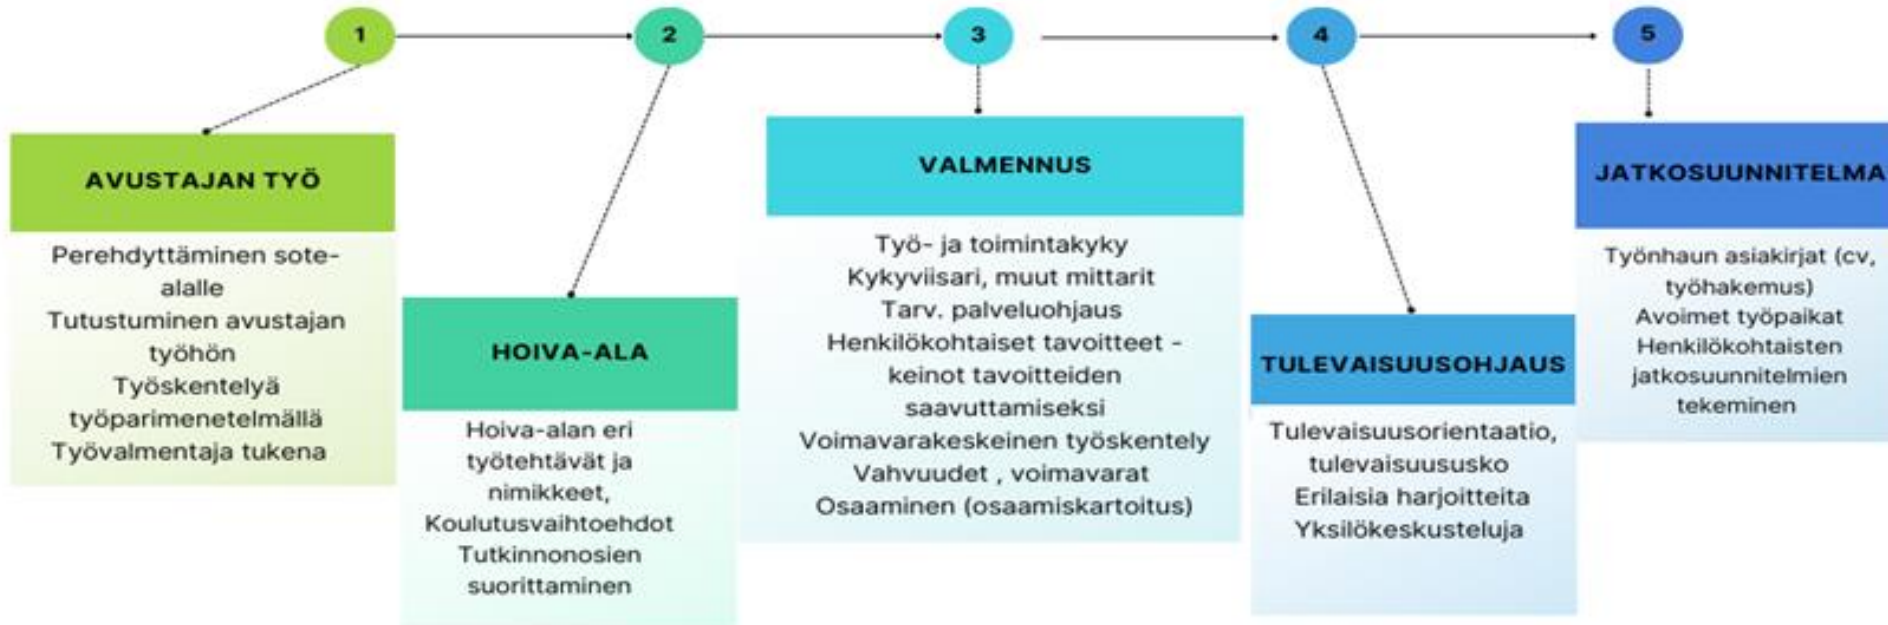 1
2
3
4
5
AVUSTAJAN TYÖ
Perehdyttäminen sote-
alalle
Tutustuminen avustajan
työhön
Työskentelyä
työparimenetelmällä
Työvalmentaja tukena
HOIVA-ALA
Hoiva-alan eri
työtehtävät ja
nimikkeet,
Koulutusvaihtoehdot
Tutkinnonosien
suorittaminen
VALMENNUS
Työ- ja toimintakyky
Kykyviisari, muut mittarit
Tarv. palveluohjaus
Henkilökohtaiset tavoitteet -
keinot tavoitteiden
saavuttamiseksi
Voimavarakeskeinen työskentely
Vahvuudet , voimavarat
Osaaminen (osaamiskartoitus)
TULEVAISUUSOHJAUS
Tulevaisuusorientaatio,
tulevaisuususko
Erilaisia harjoitteita
Yksilökeskusteluja
JATKOSUUNNITELMA
Työnhaun asiakirjat (cv,
työhakemus)
Avoimet työpaikat
Henkilökohtaisten
jatkosuunnitelmien
tekeminen